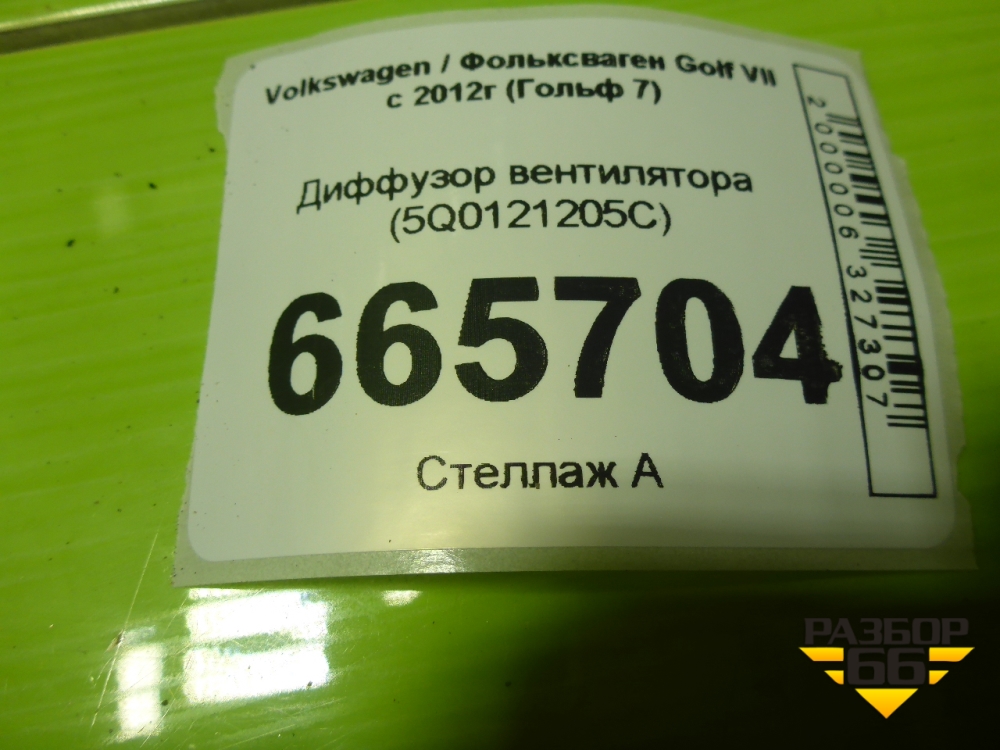 Volkswagen / Фольксваген Golf VII
с 2012г (Гольф 7)
Диффузор вентилятора
(5Q0121205C)
665704
Стеллаж А
2000006327307
РАЗБОР
66